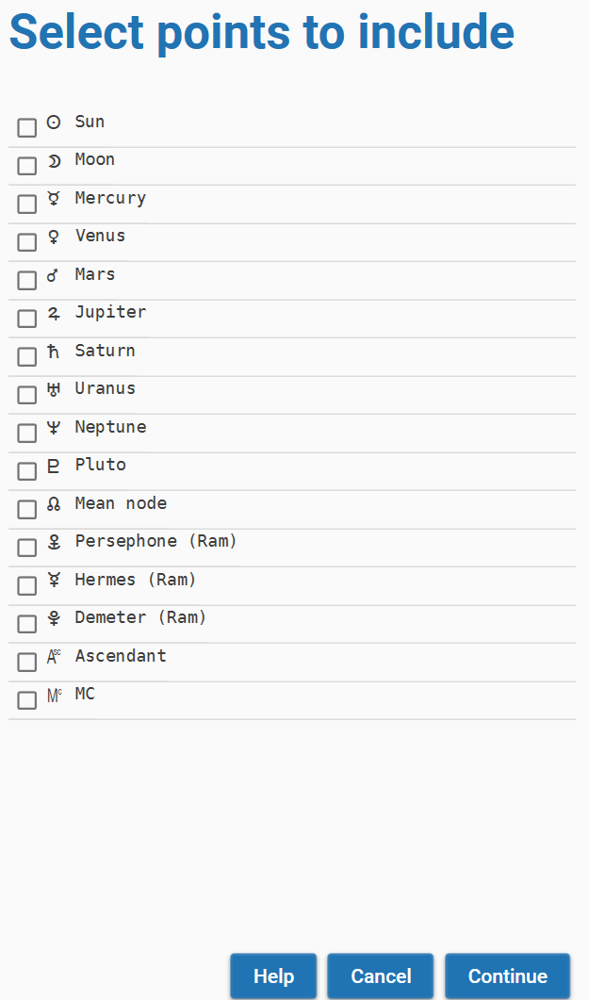 Select points to include
☉ Sun
☽ Moon
☿ Mercury
♀ Venus
♂ Mars
♃ Jupiter
♄ Saturn
♅ Uranus
♆ Neptune
♇ Pluto
☊ Mean node
Persephone (Ram)
Hermes (Ram)
Demeter (Ram)
Asc Ascendant
Mc MC
Help Cancel Continue